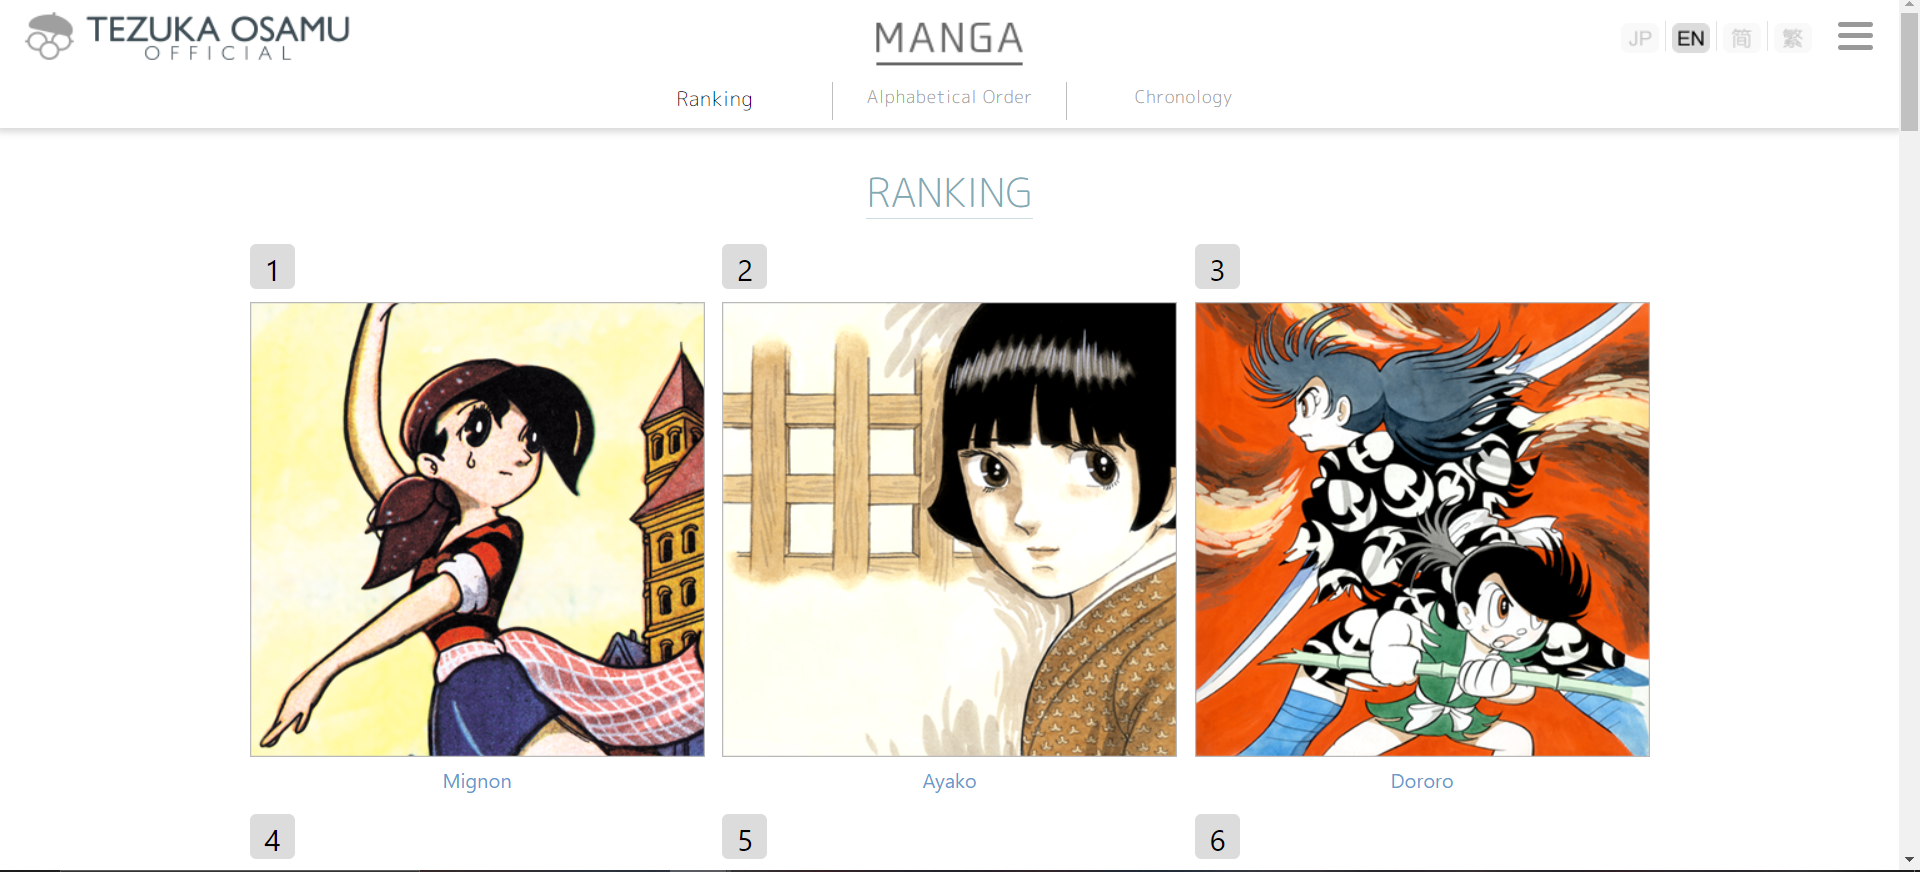 TEZUKA OSAMU
OFFICIAL
MANGA
JP EN 简 繁
Ranking
Alphabetical Order
Chronology
RANKING
1
2
3
Mignon
Ayako
Dororo
4
5
6